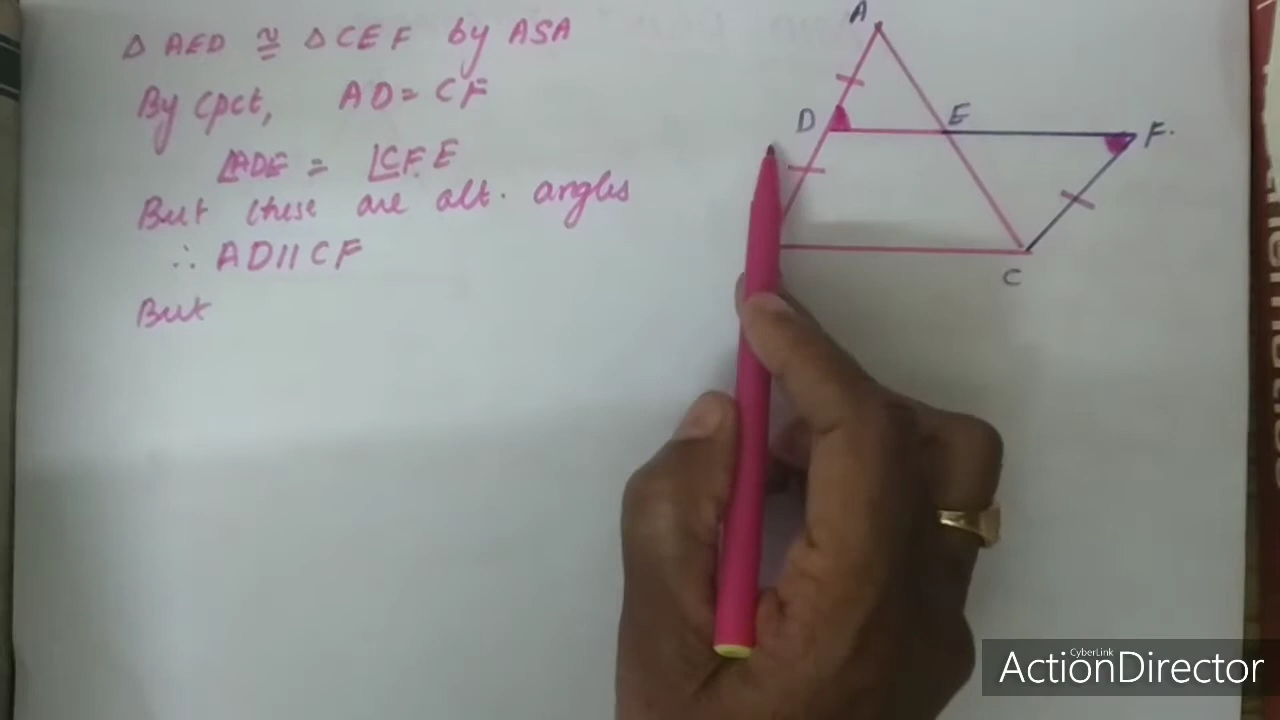 Δ AED ≅ Δ CEF by ASA
By cpct, AD = CF
∠ADE = ∠CFE
But these are alt. angles
∴ AD || CF
But
A
D
E
F.
C
CyberLink
ActionDirector